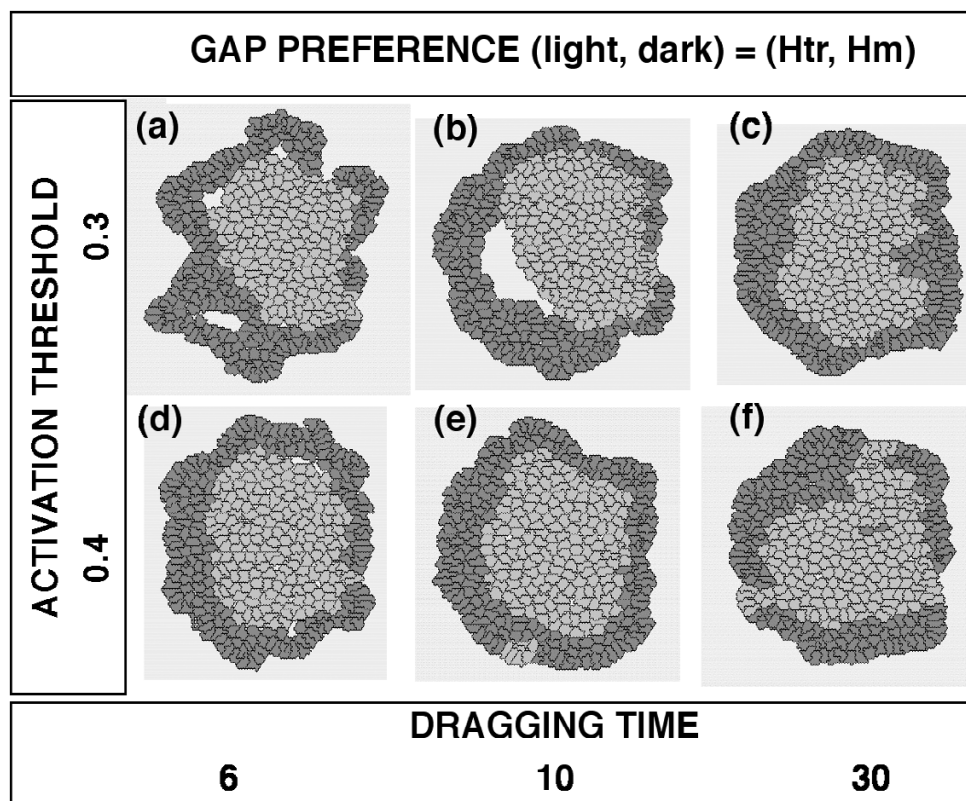 GAP PREFERENCE (light, dark) = (Htr, Hm)
(a) (b) (c)
ACTIVATION THRESHOLD
0.3
(d) (e) (f)
0.4
DRAGGING TIME
6 10 30